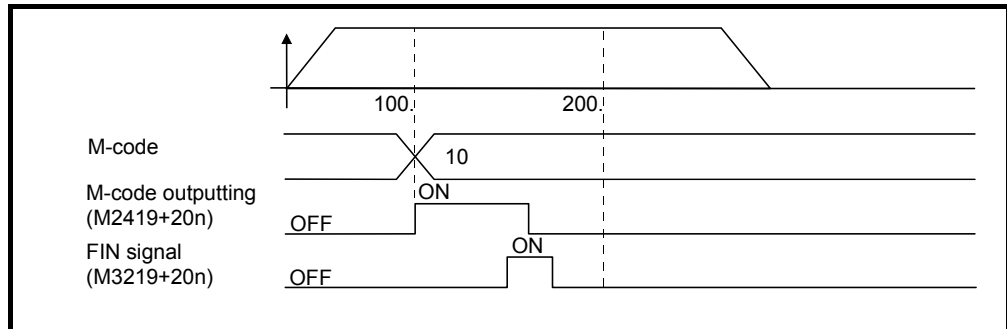 100. 200.
M-code 10
M-code outputting ON
(M2419+20n) OFF
FIN signal ON
(M3219+20n) OFF